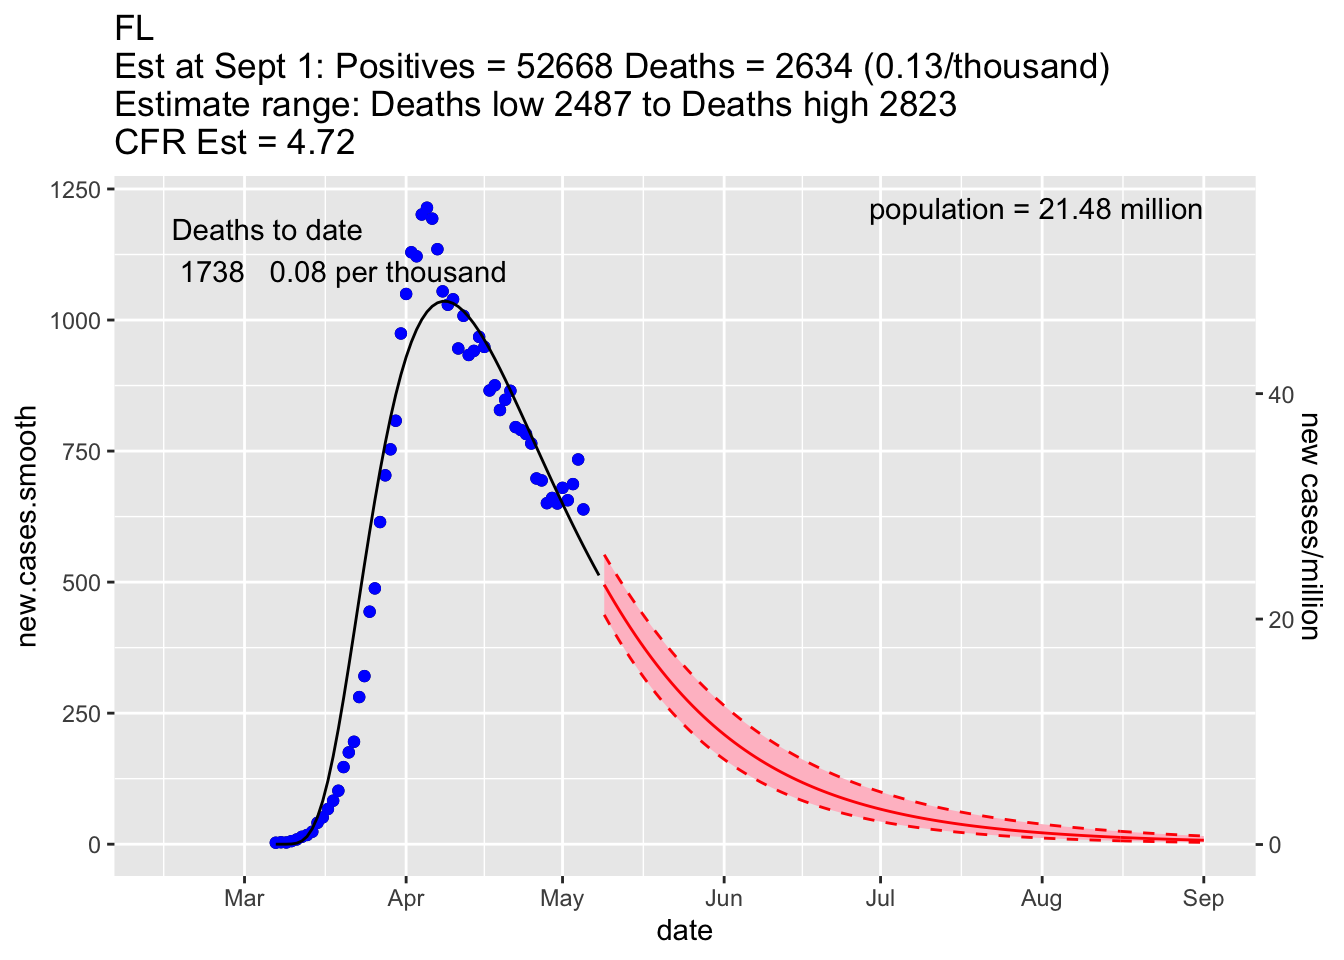 FL
Est at Sept 1: Positives = 52668 Deaths = 2634 (0.13/thousand)
Estimate range: Deaths low 2487 to Deaths high 2823
CFR Est = 4.72
1250
1000
750
500
250
0
new.cases.smooth
Deaths to date
1738 0.08 per thousand
population = 21.48 million
40
20
0
new cases/million
Mar Apr May Jun Jul Aug Sep
date